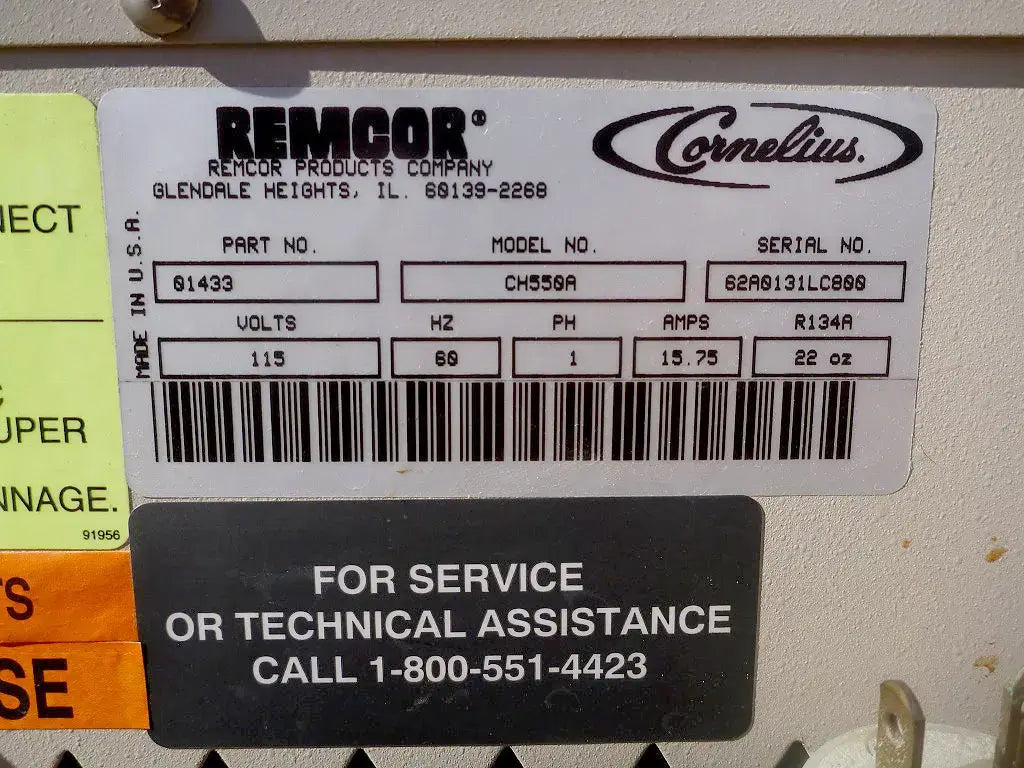 REMCOR®
REMCOR PRODUCTS COMPANY
GLENDALE HEIGHTS, IL. 60139-2268
Cornelius.
MADE IN U.S.A.
PART NO. MODEL NO. SERIAL NO.
01433 CH550A 62A0131LC800
VOLTS HZ PH AMPS R134A
115 60 1 15.75 22 oz
NECT
UPER
NNAGE.
91956
TS
SE
FOR SERVICE
OR TECHNICAL ASSISTANCE
CALL 1-800-551-4423